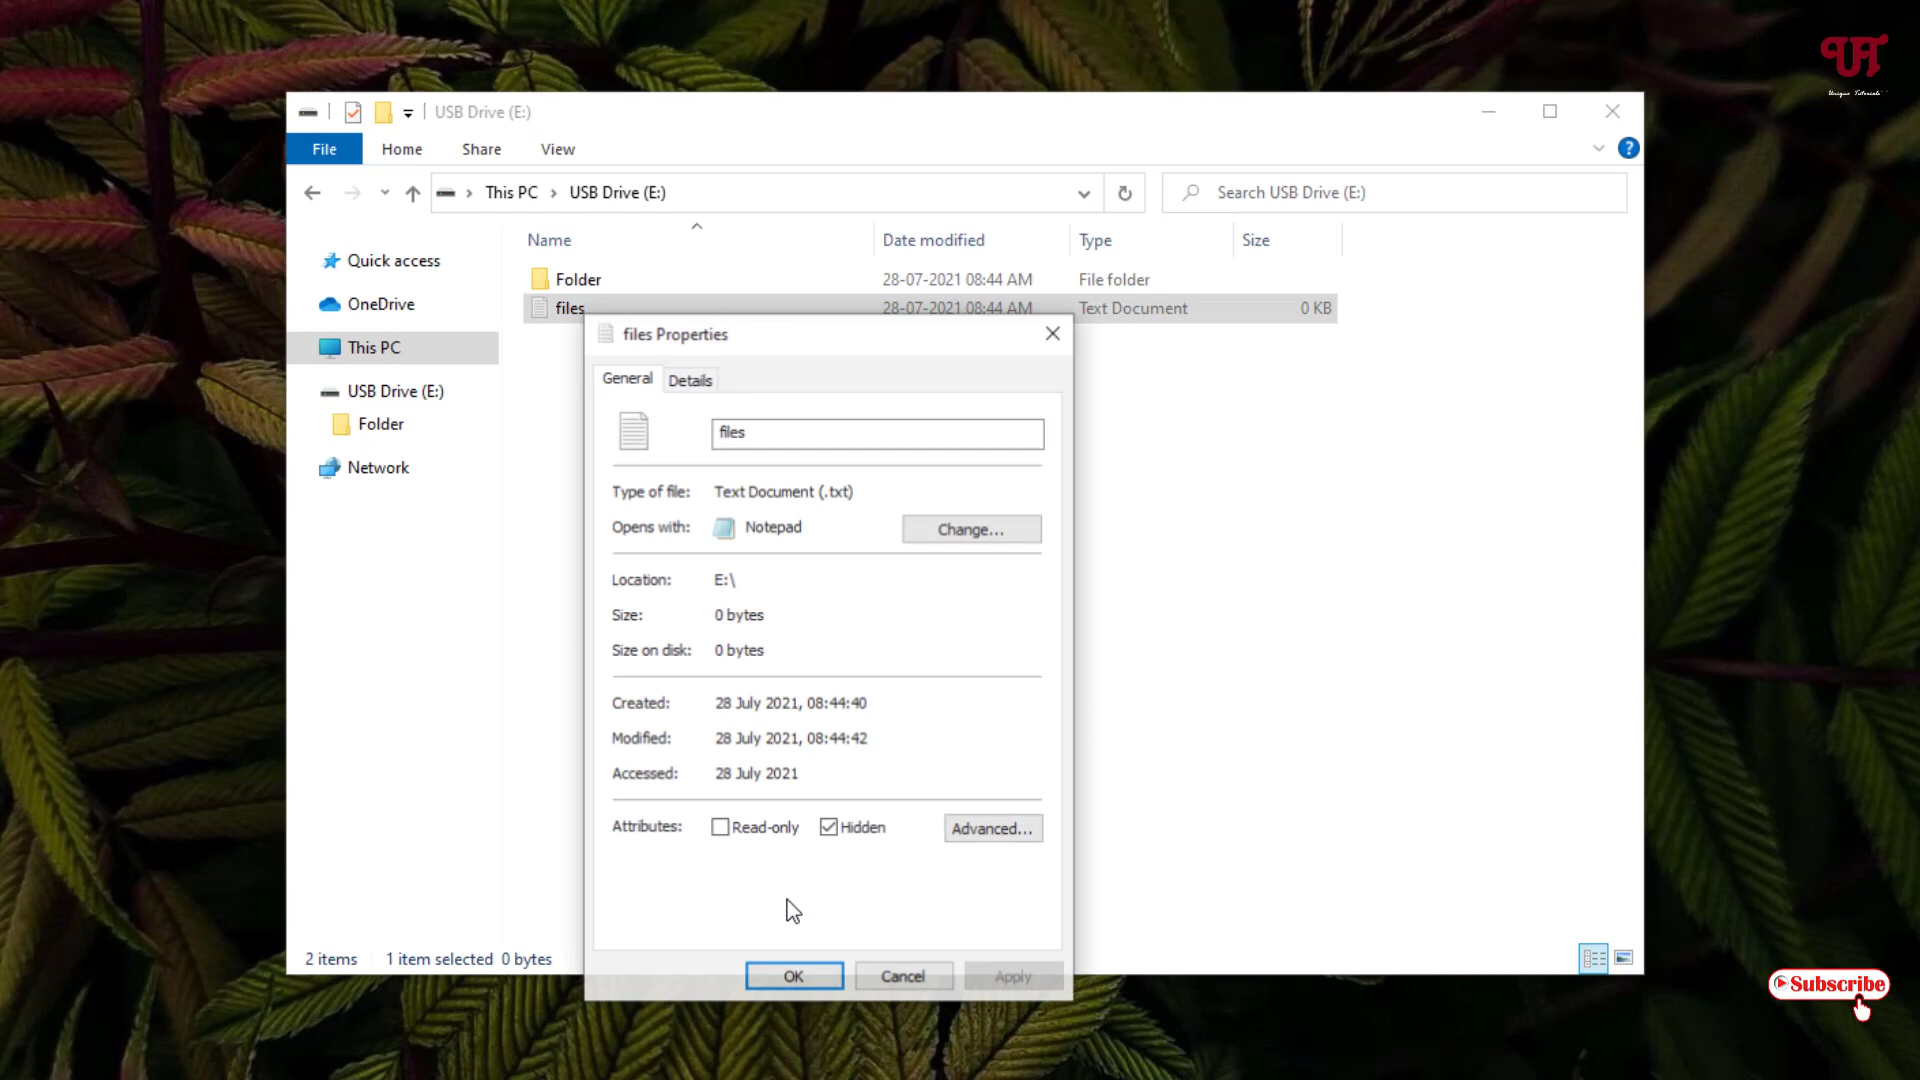 UT
Unique Tutorials
USB Drive (E:)
File Home Share View
This PC > USB Drive (E:)
Search USB Drive (E:)
Name Date modified Type Size
Quick access
OneDrive
This PC
USB Drive (E:)
Folder
Network
Folder 28-07-2021 08:44 AM File folder
files 28-07-2021 08:44 AM Text Document 0 KB
files Properties
General Details
files
Type of file: Text Document (.txt)
Opens with: Notepad Change...
Location: E:\
Size: 0 bytes
Size on disk: 0 bytes
Created: 28 July 2021, 08:44:40
Modified: 28 July 2021, 08:44:42
Accessed: 28 July 2021
Attributes: Read-only Hidden Advanced...
OK Cancel Apply
2 items 1 item selected 0 bytes
Subscribe